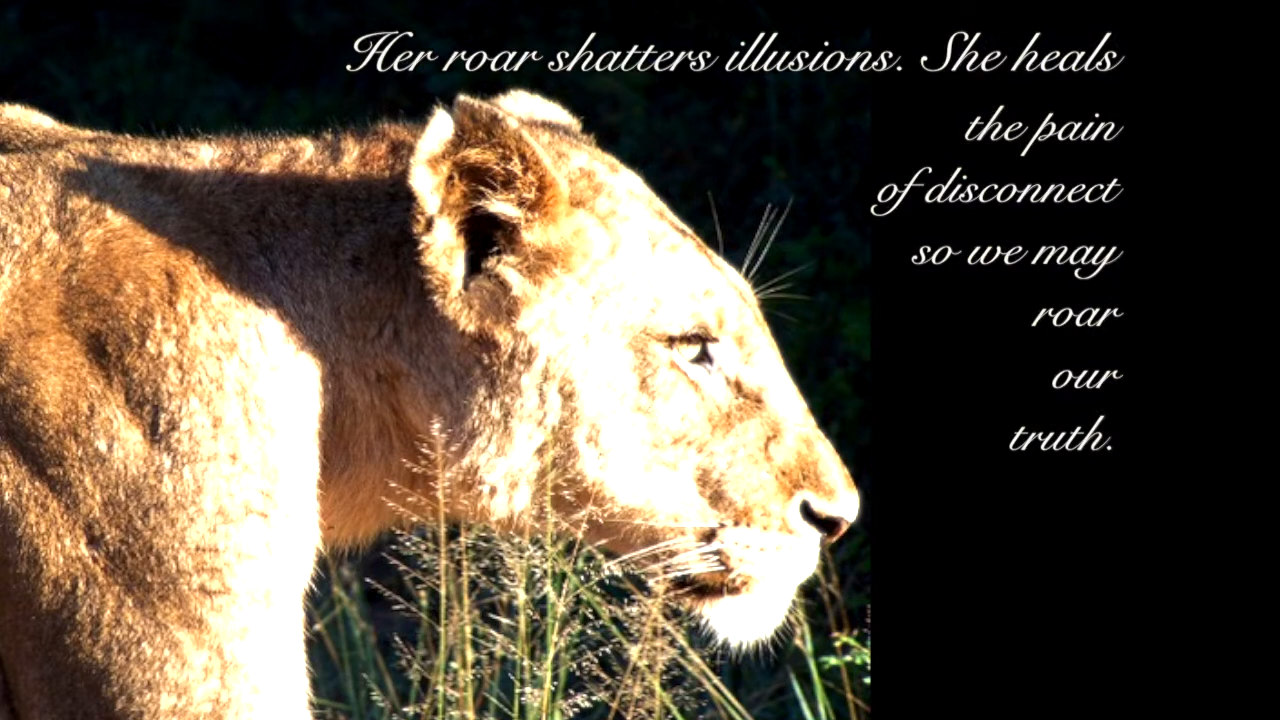 Her roar shatters illusions. She heals
the pain
of disconnect
so we may
roar
our
truth.